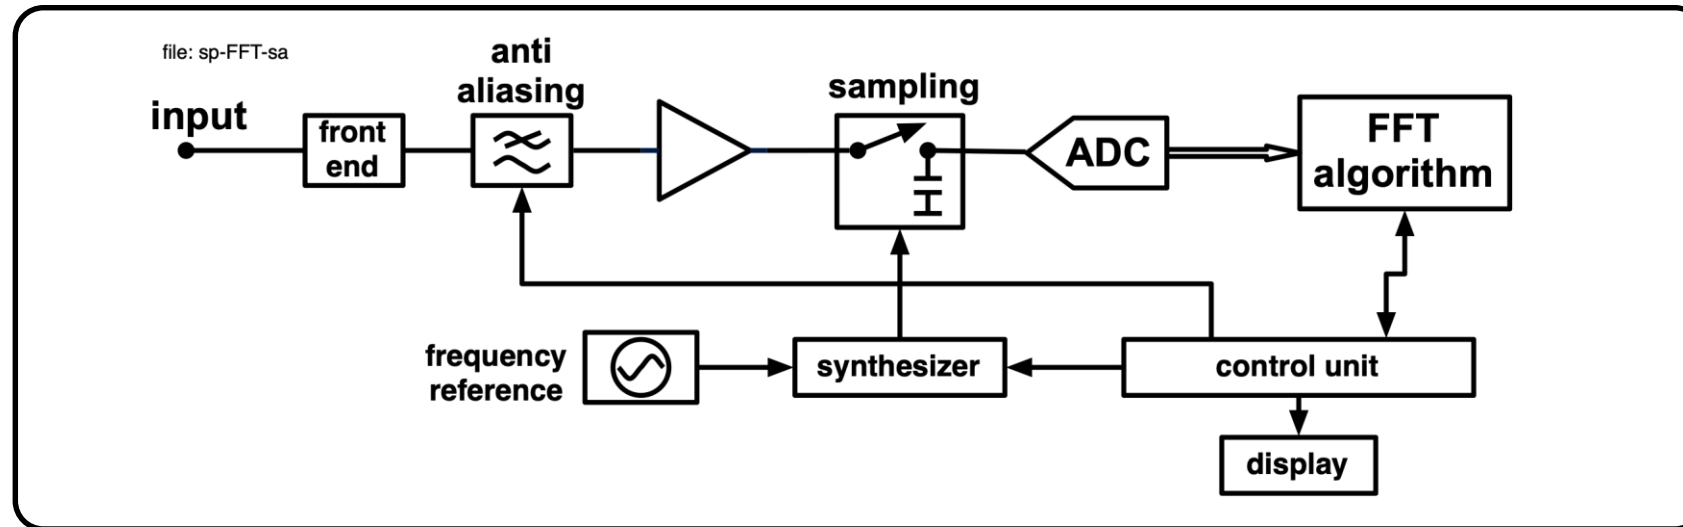 file: sp-FFT-sa
anti
aliasing
sampling
input
front
end
ADC
FFT
algorithm
frequency
reference
synthesizer
control unit
display